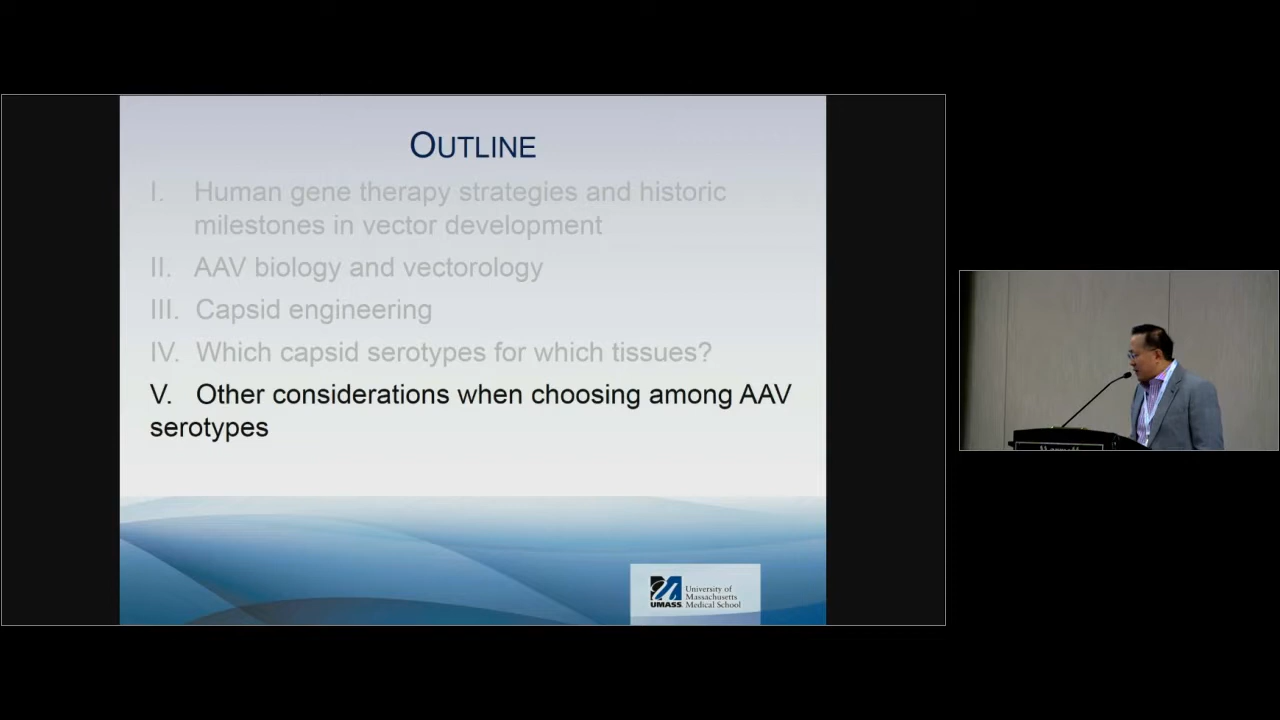 OUTLINE
I. Human gene therapy strategies and historic
milestones in vector development
II. AAV biology and vectorology
III. Capsid engineering
IV. Which capsid serotypes for which tissues?
V. Other considerations when choosing among AAV
serotypes
University of
Massachusetts
UMASS Medical School